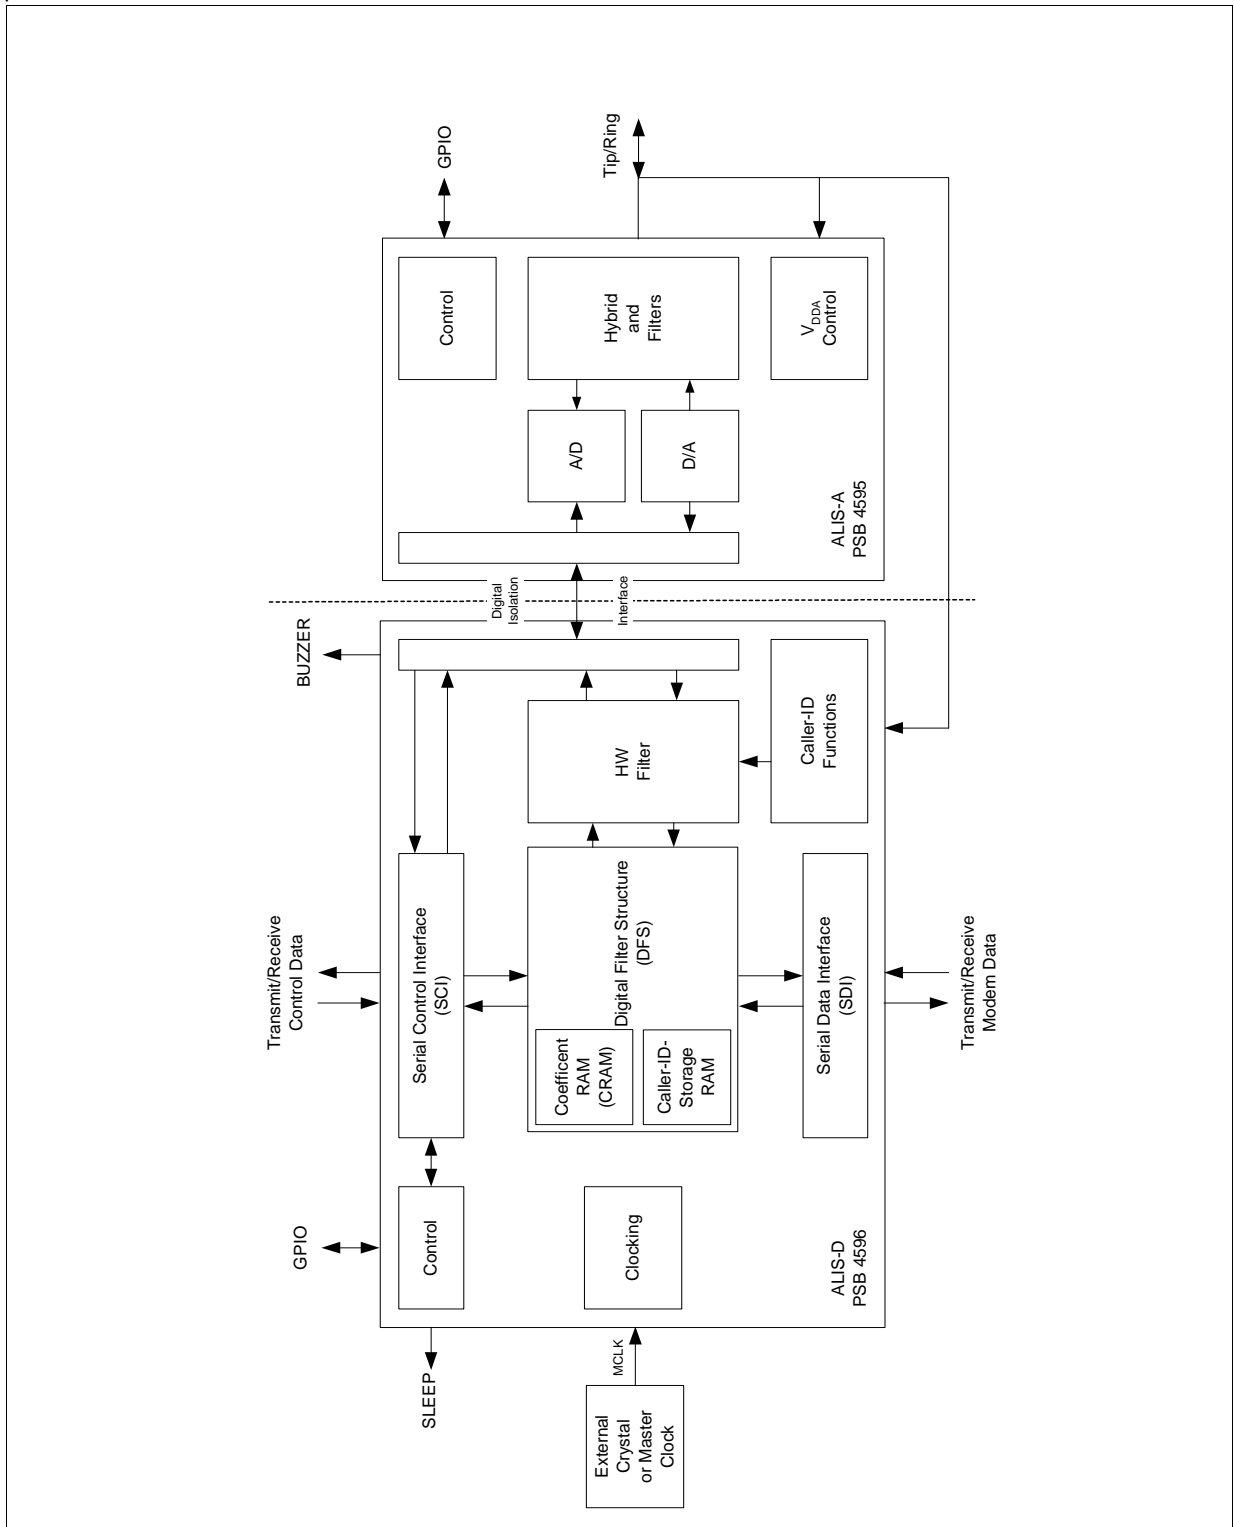 GPIO
Tip/Ring
Control
Hybrid
and
Filters
V_DDA
Control
A/D
D/A
ALIS-A
PSB 4595
Digital
Isolation
Interface
BUZZER
HW
Filter
Caller-ID
Functions
Transmit/Receive
Control Data
Serial Control Interface
(SCI)
Digital Filter Structure
(DFS)
Coefficent
RAM
(CRAM)
Caller-ID-
Storage
RAM
Serial Data Interface
(SDI)
Transmit/Receive
Modem Data
GPIO
Control
Clocking
ALIS-D
PSB 4596
SLEEP
MCLK
External
Crystal
or Master
Clock